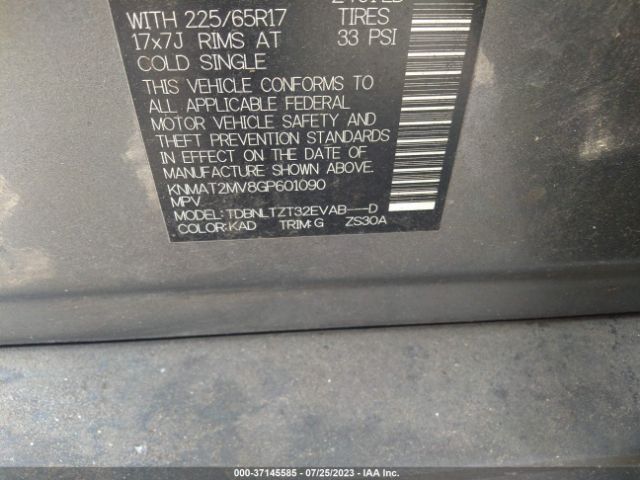 WITH 225/65R17 TIRES
17x7J RIMS AT 33 PSI
COLD SINGLE
THIS VEHICLE CONFORMS TO
ALL APPLICABLE FEDERAL
MOTOR VEHICLE SAFETY AND
THEFT PREVENTION STANDARDS
IN EFFECT ON THE DATE OF
MANUFACTURE SHOWN ABOVE.
KNMAT2MV8GP601090
MPV
MODEL:TDBNLTZT32EVAB---D
COLOR:KAD TRIM:G ZS30A
000-37145585 - 07/25/2023 - IAA Inc.